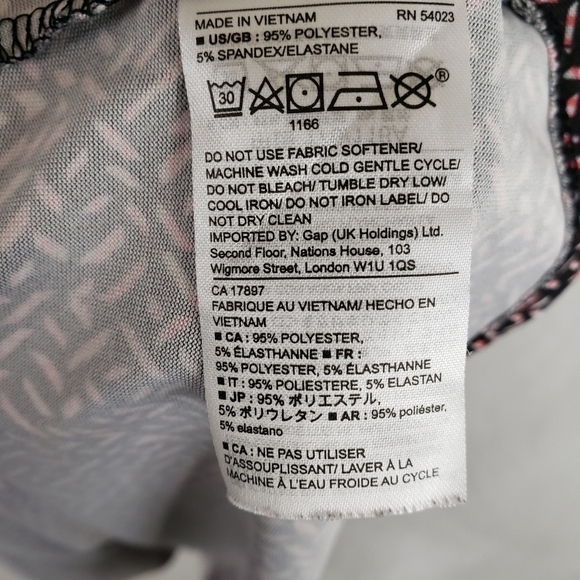 MADE IN VIETNAM RN 54023
■ US/GB : 95% POLYESTER,
5% SPANDEX/ELASTANE
30 ®
1166
DO NOT USE FABRIC SOFTENER/
MACHINE WASH COLD GENTLE CYCLE/
DO NOT BLEACH/ TUMBLE DRY LOW/
COOL IRON/ DO NOT IRON LABEL/ DO
NOT DRY CLEAN
IMPORTED BY: Gap (UK Holdings) Ltd.
Second Floor, Nations House, 103
Wigmore Street, London W1U 1QS
CA 17897
FABRIQUE AU VIETNAM/ HECHO EN
VIETNAM
■ CA : 95% POLYESTER,
5% ÉLASTHANNE ■ FR :
95% POLYESTER, 5% ÉLASTHANNE
■ IT : 95% POLIESTERE, 5% ELASTAN
■ JP : 95% ポリエステル,
5% ポリウレタン ■ AR : 95% poliéster,
5% elastano
■ CA : NE PAS UTILISER
D'ASSOUPLISSANT/ LAVER À LA
MACHINE À L'EAU FROIDE AU CYCLE